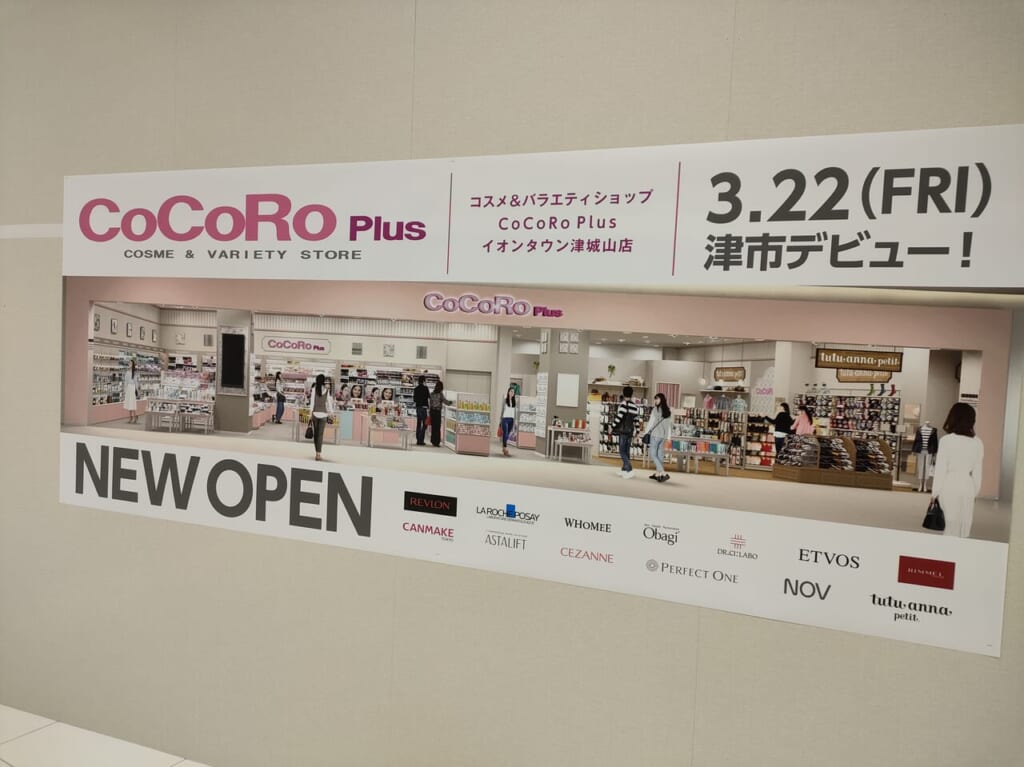 CoCoRo Plus
COSME & VARIETY STORE
コスメ&バラエティショップ
CoCoRo Plus
イオンタウン津城山店
3.22(FRI)
津市デビュー!
CoCoRo Plus
CoCoRo Plus
tutu anna petit
NEW OPEN
REVLON
LA ROCHE POSAY
WHOMEE
Obagi
DR.CI:LABO
ETVOS
RIMMEL
CANMAKE
TOKYO
ASTALIFT
CEZANNE
PERFECT ONE
NOV
tutu anna
petit